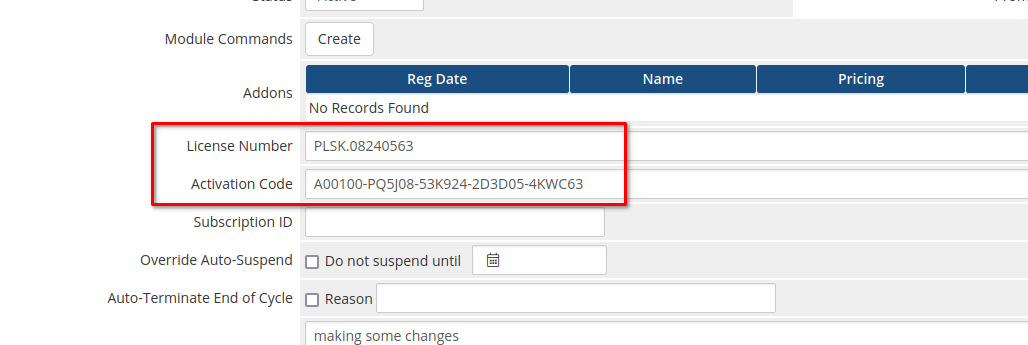 Module Commands Create
Reg Date Name Pricing
Addons
No Records Found
License Number PLSK.08240563
Activation Code A00100-PQ5J08-53K924-2D3D05-4KWC63
Subscription ID
Override Auto-Suspend Do not suspend until
Auto-Terminate End of Cycle Reason
making some changes